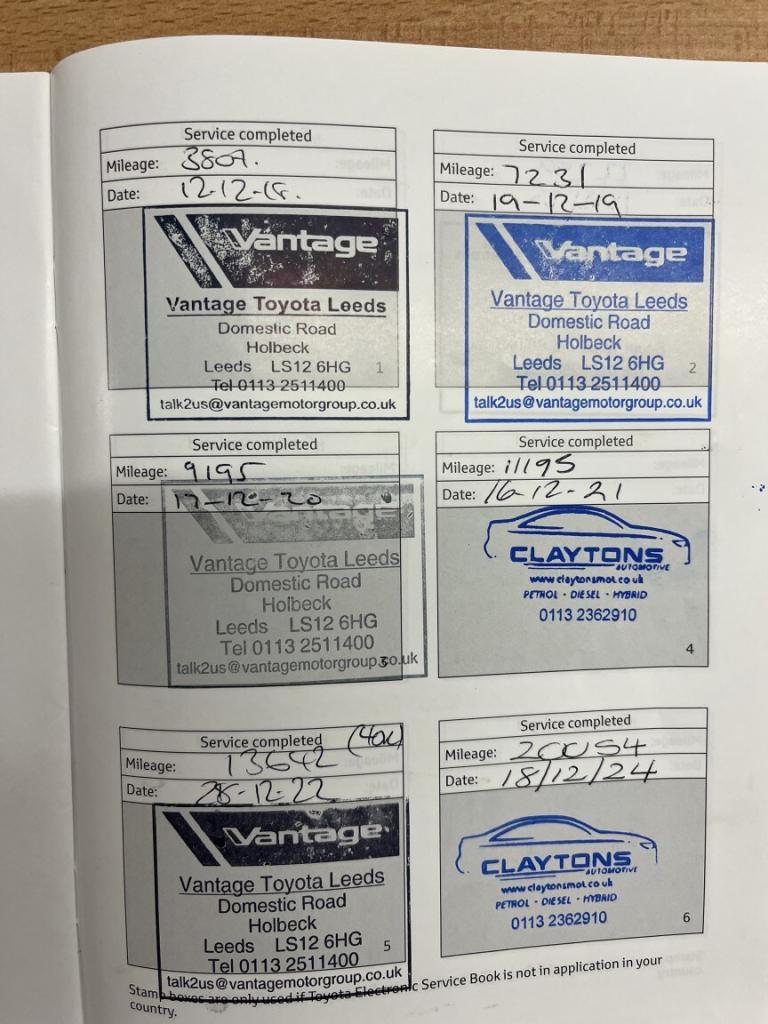 Service completed
Mileage: 3807.
Date: 12-12-18.
Vantage
Vantage Toyota Leeds
Domestic Road
Holbeck
Leeds LS12 6HG
Tel 0113 2511400
talk2us@vantagemotorgroup.co.uk
1
Service completed
Mileage: 7231
Date: 19-12-19
Vantage
Vantage Toyota Leeds
Domestic Road
Holbeck
Leeds LS12 6HG
Tel 0113 2511400
talk2us@vantagemotorgroup.co.uk
2
Service completed
Mileage: 9195
Date: 17-12-20
Vantage
Vantage Toyota Leeds
Domestic Road
Holbeck
Leeds LS12 6HG
Tel 0113 2511400
talk2us@vantagemotorgroup.co.uk
3
Service completed
Mileage: 11195
Date: 16-12-21
CLAYTONS
AUTOMOTIVE
www.claytonsmot.co.uk
PETROL - DIESEL - HYBRID
0113 2362910
4
Service completed (40K)
Mileage: 13642
Date: 28-12-22
Vantage
Vantage Toyota Leeds
Domestic Road
Holbeck
Leeds LS12 6HG
Tel 0113 2511400
talk2us@vantagemotorgroup.co.uk
5
Service completed
Mileage: 20054
Date: 18/12/24
CLAYTONS
AUTOMOTIVE
www.claytonsmot.co.uk
PETROL - DIESEL - HYBRID
0113 2362910
6
Stamp boxes are only used if Toyota Electronic Service Book is not in application in your
country.